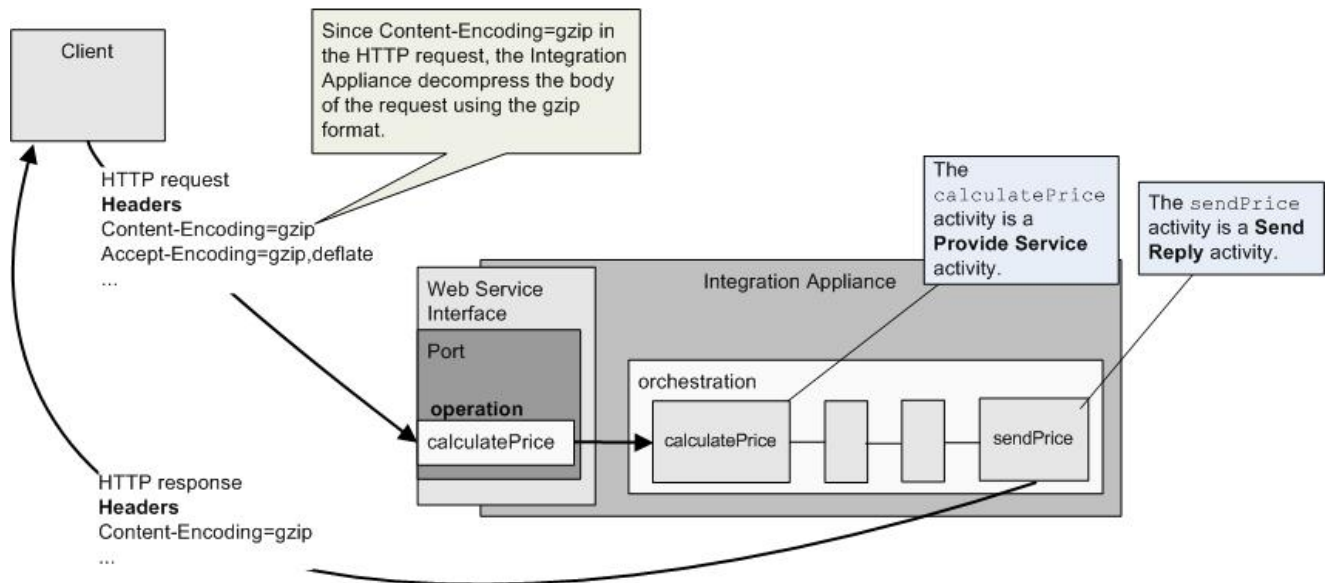 Client
Since Content-Encoding=gzip in
the HTTP request, the Integration
Appliance decompress the body
of the request using the gzip
format.
HTTP request
Headers
Content-Encoding=gzip
Accept-Encoding=gzip,deflate
...
The
calculatePrice
activity is a
Provide Service
activity.
The sendPrice
activity is a Send
Reply activity.
Web Service
Interface
Integration Appliance
Port
operation
calculatePrice
orchestration
calculatePrice
sendPrice
HTTP response
Headers
Content-Encoding=gzip
...